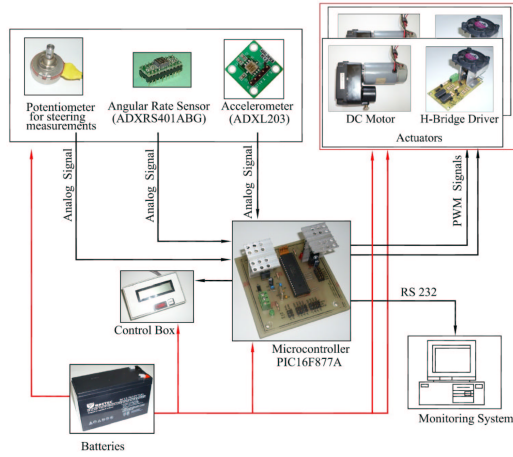 Potentiometer
for steering
measurements
Angular Rate Sensor
(ADXRS401ABG)
Accelerometer
(ADXL203)
DC Motor
H-Bridge Driver
Actuators
Analog Signal
Analog Signal
Analog Signal
PWM Signals
Control Box
Microcontroller
PIC16F877A
RS 232
Monitoring System
Batteries